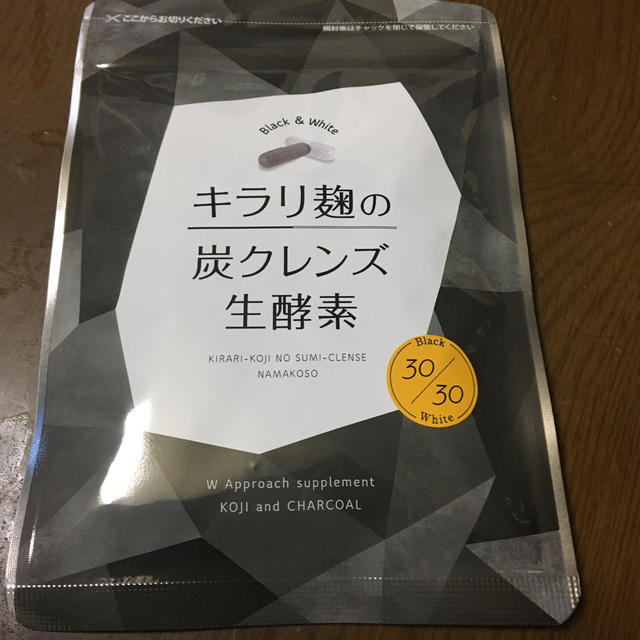 ここからお切りください
開封後はチャックを閉じて保管してください
Black & White
キラリ麹の
炭クレンズ
生酵素
KIRARI-KOJI NO SUMI-CLENSE
NAMAKOSO
Black
30/30
White
W Approach supplement
KOJI and CHARCOAL